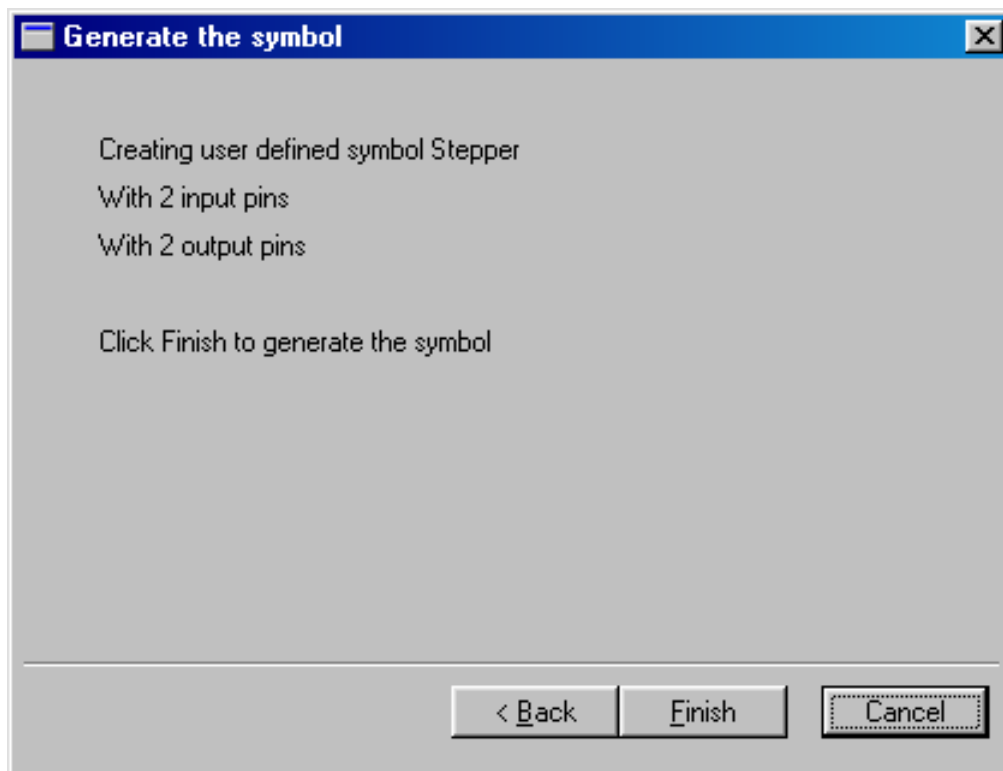 Generate the symbol
Creating user defined symbol Stepper
With 2 input pins
With 2 output pins
Click Finish to generate the symbol
< Back Finish Cancel